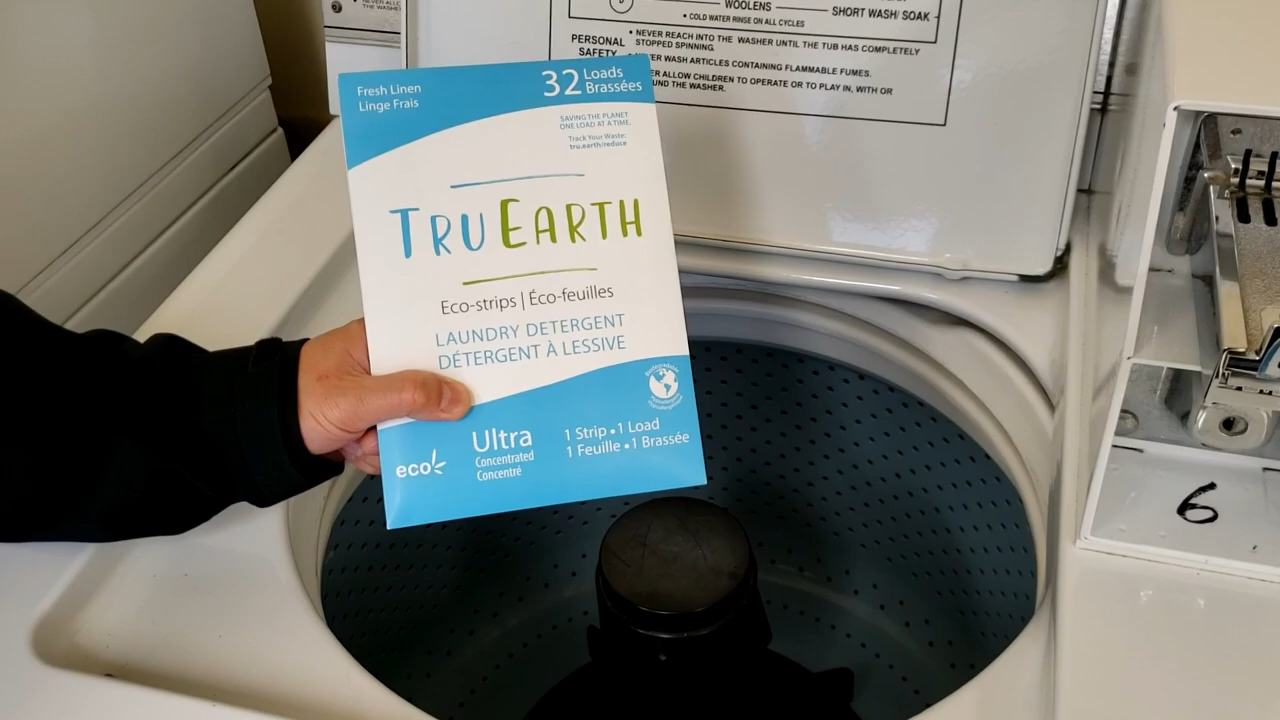 WOOLENS
SHORT WASH/ SOAK
• COLD WATER RINSE ON ALL CYCLES
PERSONAL
SAFETY
• NEVER REACH INTO THE WASHER UNTIL THE TUB HAS COMPLETELY
STOPPED SPINNING.
WASH ARTICLES CONTAINING FLAMMABLE FUMES.
ALLOW CHILDREN TO OPERATE OR TO PLAY IN, WITH OR
THE WASHER.
Fresh Linen
Linge Frais
32 Loads
Brassées
SAVING THE PLANET
ONE LOAD AT A TIME.
Track Your Waste:
tru.earth/reduce
TRU EARTH
Eco-strips | Éco-feuilles
LAUNDRY DETERGENT
DÉTERGENT À LESSIVE
eco
Ultra
Concentrated
Concentré
1 Strip • 1 Load
1 Feuille • 1 Brassée
6